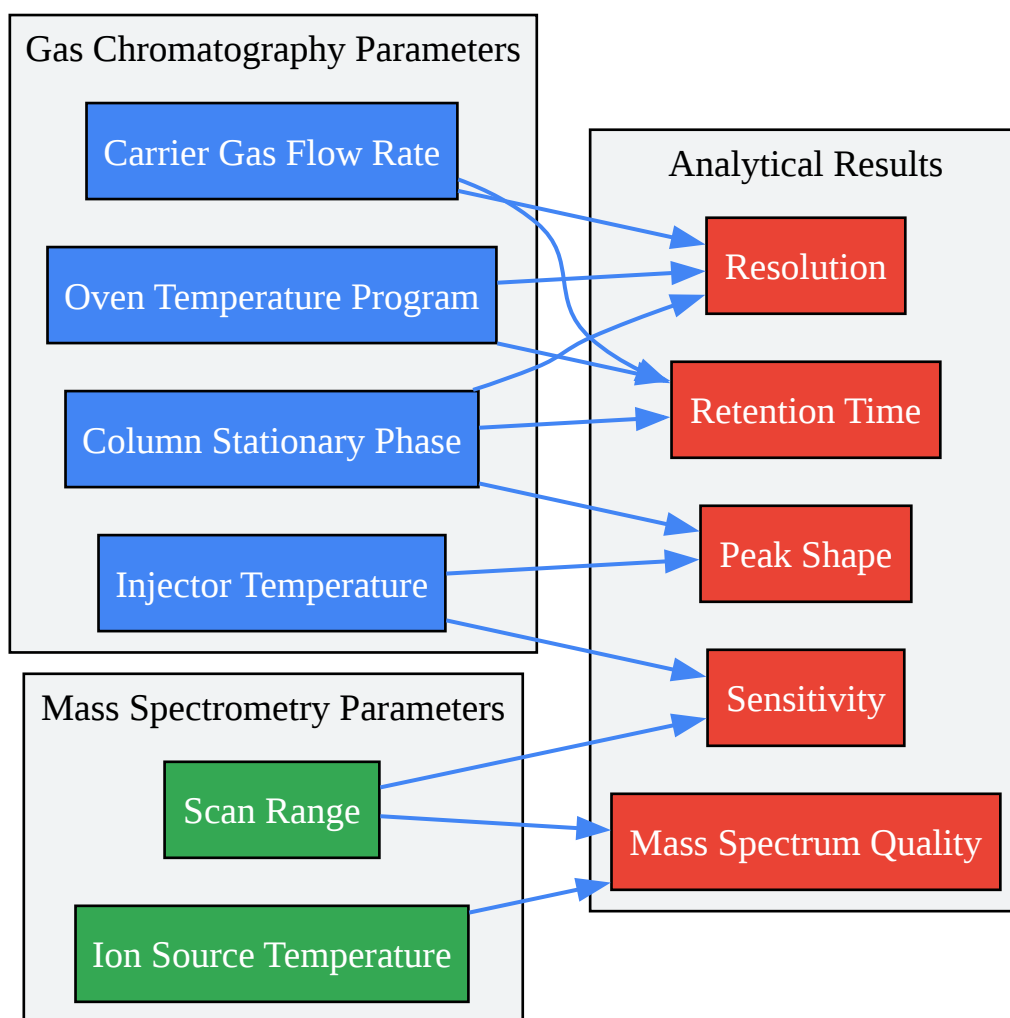 Gas Chromatography Parameters
Carrier Gas Flow Rate
Oven Temperature Program
Column Stationary Phase
Injector Temperature
Mass Spectrometry Parameters
Scan Range
Ion Source Temperature
Analytical Results
Resolution
Retention Time
Peak Shape
Sensitivity
Mass Spectrum Quality